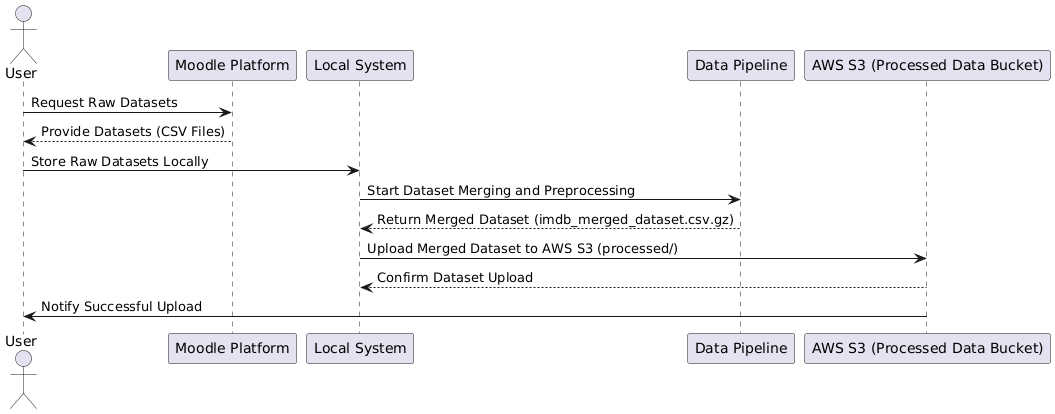 User
Moodle Platform
Local System
Data Pipeline
AWS S3 (Processed Data Bucket)
Request Raw Datasets
Provide Datasets (CSV Files)
Store Raw Datasets Locally
Start Dataset Merging and Preprocessing
Return Merged Dataset (imdb_merged_dataset.csv.gz)
Upload Merged Dataset to AWS S3 (processed/)
Confirm Dataset Upload
Notify Successful Upload
User
Moodle Platform
Local System
Data Pipeline
AWS S3 (Processed Data Bucket)